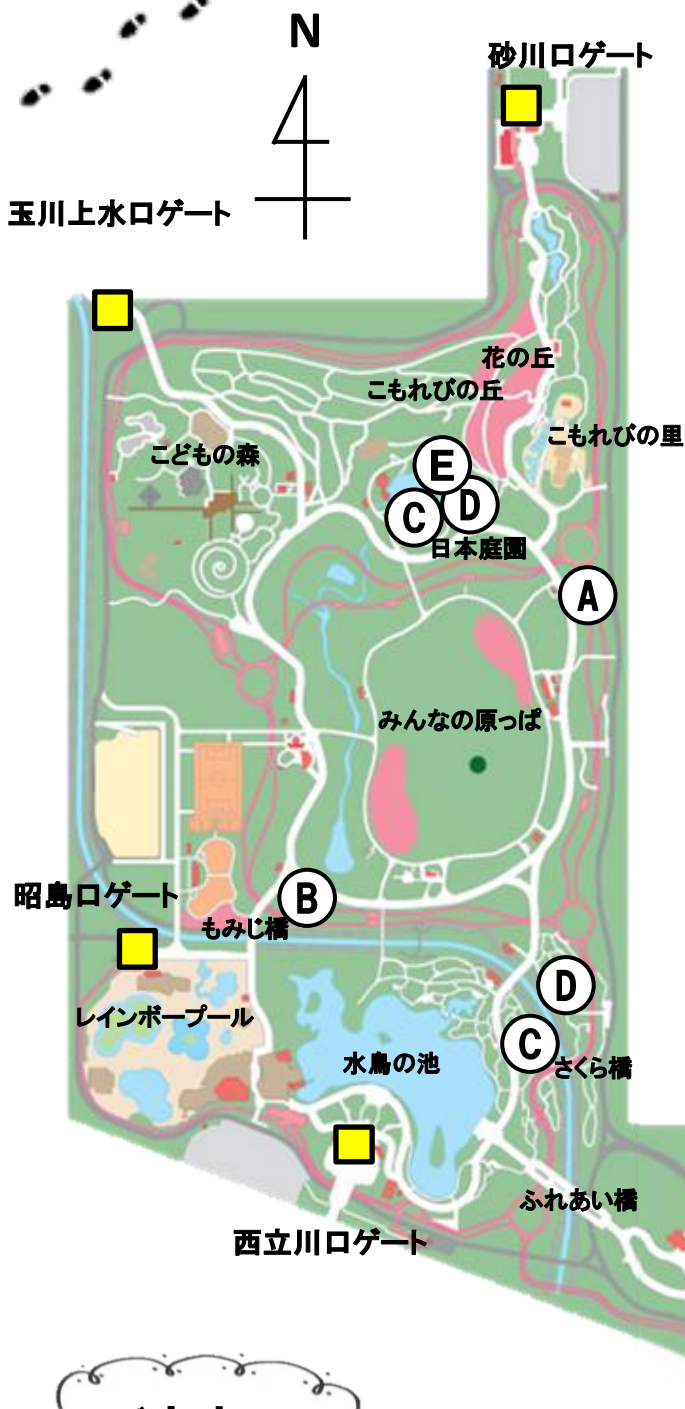 N
砂川口ゲート
玉川上水口ゲート
花の丘
こもれびの丘
こもれびの里
こどもの森
E
C
D
日本庭園
A
みんなの原っぱ
昭島口ゲート
B
もみじ橋
D
レインボープール
C
さくら橋
水鳥の池
ふれあい橋
西立川口ゲート